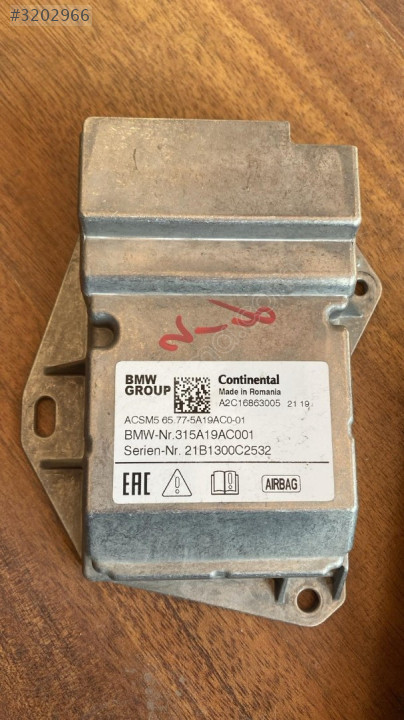 #3202966
BMW GROUP
Continental
Made in Romania
A2C16863005 21 19
ACSM5 65.77-5A19AC0-01
BMW-Nr.315A19AC001
Serien-Nr. 21B1300C2532
EAC
AIRBAG